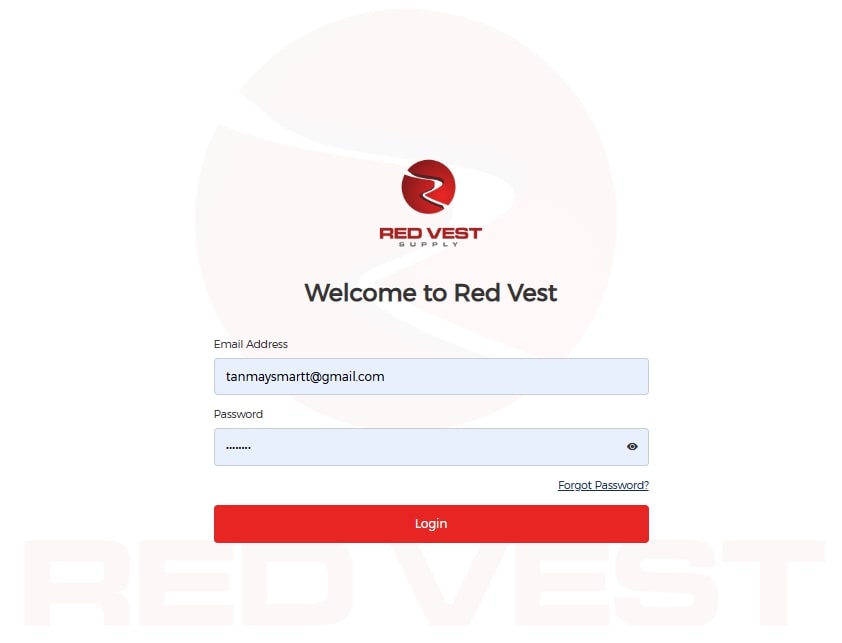 RED VEST
SUPPLY
Welcome to Red Vest
Email Address
tanmaysmartt@gmail.com
Password
........
Forgot Password?
Login
RED VEST